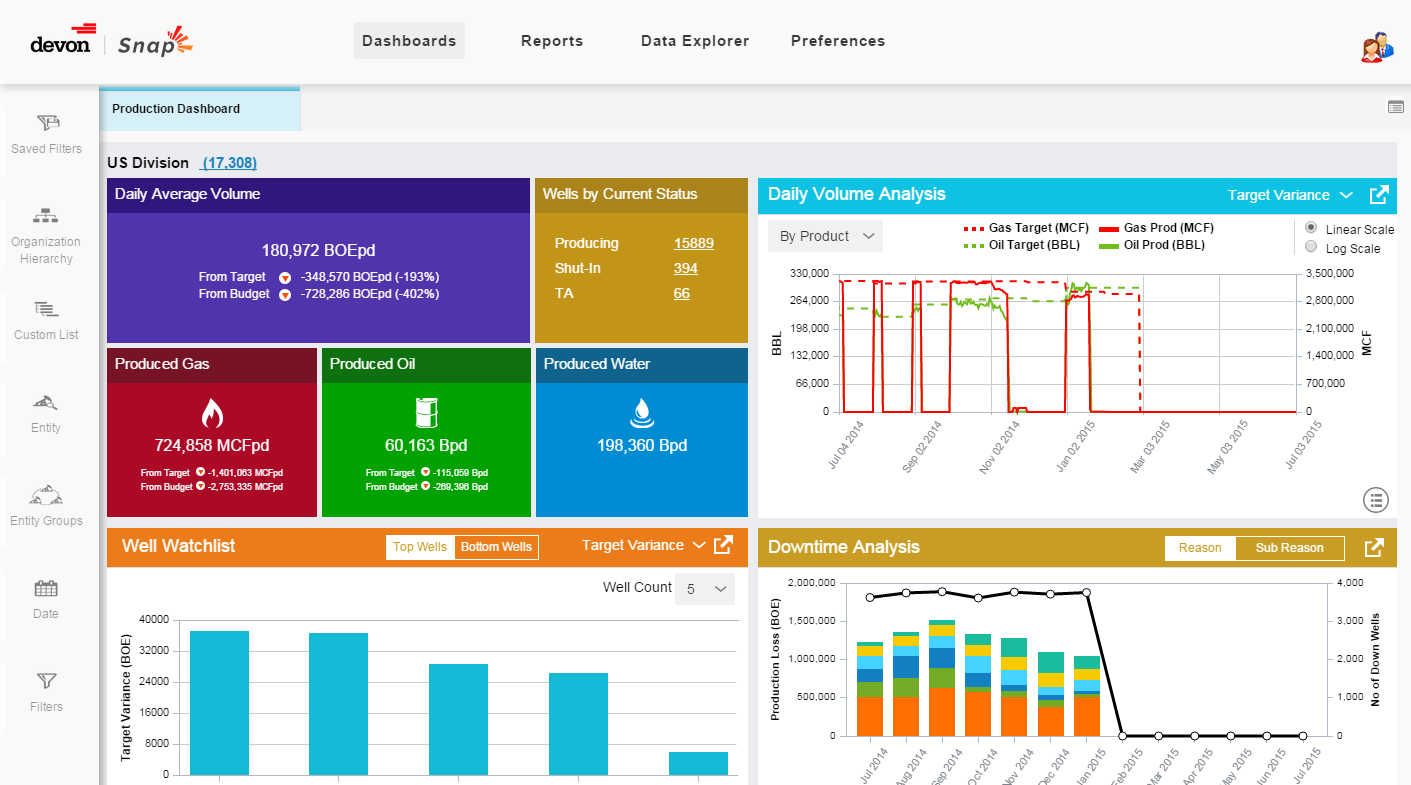 devon | Snap
Dashboards Reports Data Explorer Preferences
Production Dashboard
Saved Filters
Organization
Hierarchy
Custom List
Entity
Entity Groups
Date
Filters
US Division (17,308)
Daily Average Volume
180,972 BOEpd
From Target -348,570 BOEpd (-193%)
From Budget -728,286 BOEpd (-402%)
Wells by Current Status
Producing 15889
Shut-In 394
TA 66
Produced Gas
724,858 MCFpd
From Target -1,401,063 MCFpd
From Budget -2,753,335 MCFpd
Produced Oil
60,163 Bpd
From Target -115,059 Bpd
From Budget -269,396 Bpd
Produced Water
198,360 Bpd
Daily Volume Analysis Target Variance
By Product
Gas Target (MCF) Gas Prod (MCF)
Oil Target (BBL) Oil Prod (BBL)
Linear Scale
Log Scale
330,000 3,500,000
264,000 2,800,000
198,000 2,100,000
132,000 1,400,000
66,000 700,000
0 0
BBL
MCF
Jul 04 2014 Sep 02 2014 Nov 02 2014 Jan 02 2015 Mar 03 2015 May 03 2015 Jul 03 2015
Well Watchlist Top Wells Bottom Wells Target Variance
Well Count 5
Target Variance (BOE)
40000
32000
24000
16000
8000
0
Downtime Analysis Reason Sub Reason
Production Loss (BOE)
No of Down Wells
2,000,000 4,000
1,500,000 3,000
1,000,000 2,000
500,000 1,000
0 0
Jul 2014 Aug 2014 Sep 2014 Oct 2014 Nov 2014 Dec 2014 Jan 2015 Feb 2015 Mar 2015 Apr 2015 May 2015 Jun 2015 Jul 2015